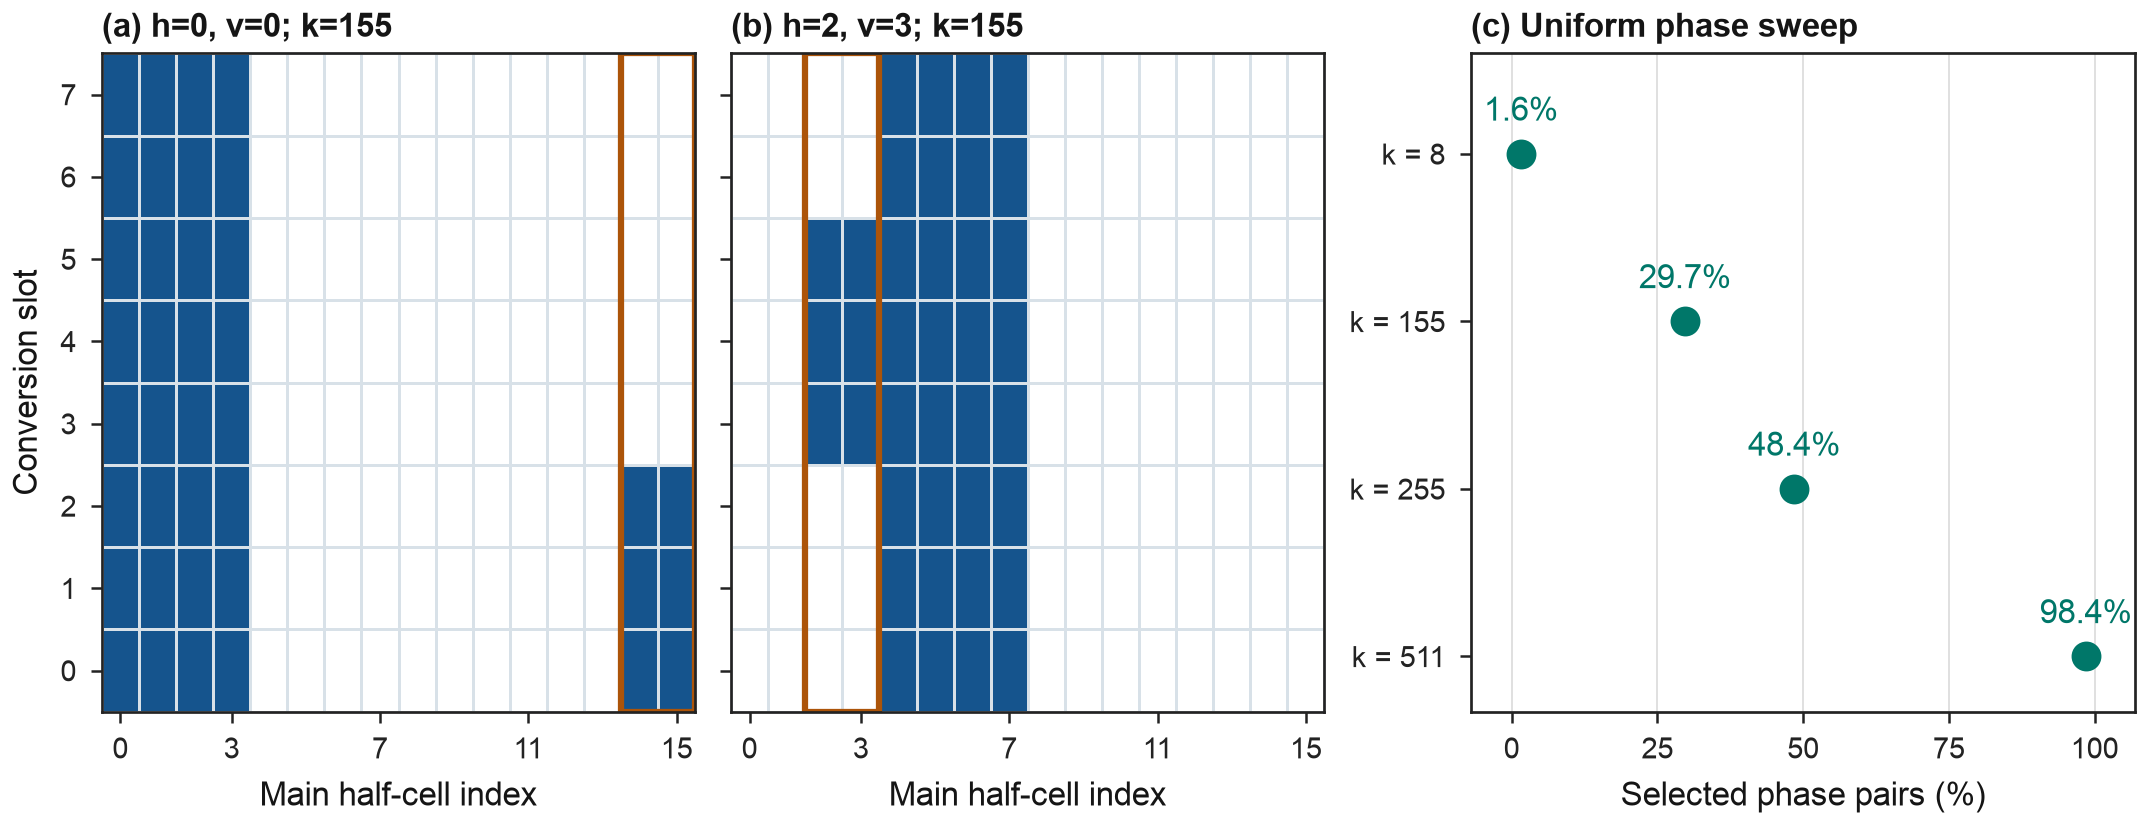 (a) h=0, v=0; k=155
7
6
5
4
3
2
1
0
Conversion slot
0 3 7 11 15
Main half-cell index
(b) h=2, v=3; k=155
0 3 7 11 15
Main half-cell index
(c) Uniform phase sweep
k = 8
k = 155
k = 255
k = 511
1.6%
29.7%
48.4%
98.4%
0 25 50 75 100
Selected phase pairs (%)